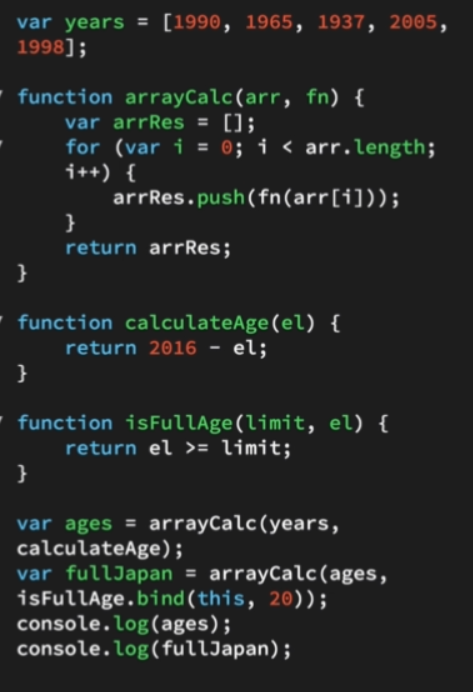 var years = [1990, 1965, 1937, 2005,
1998];
function arrayCalc(arr, fn) {
var arrRes = [];
for (var i = 0; i < arr.length;
i++) {
arrRes.push(fn(arr[i]));
}
return arrRes;
}
function calculateAge(el) {
return 2016 - el;
}
function isFullAge(limit, el) {
return el >= limit;
}
var ages = arrayCalc(years,
calculateAge);
var fullJapan = arrayCalc(ages,
isFullAge.bind(this, 20));
console.log(ages);
console.log(fullJapan);